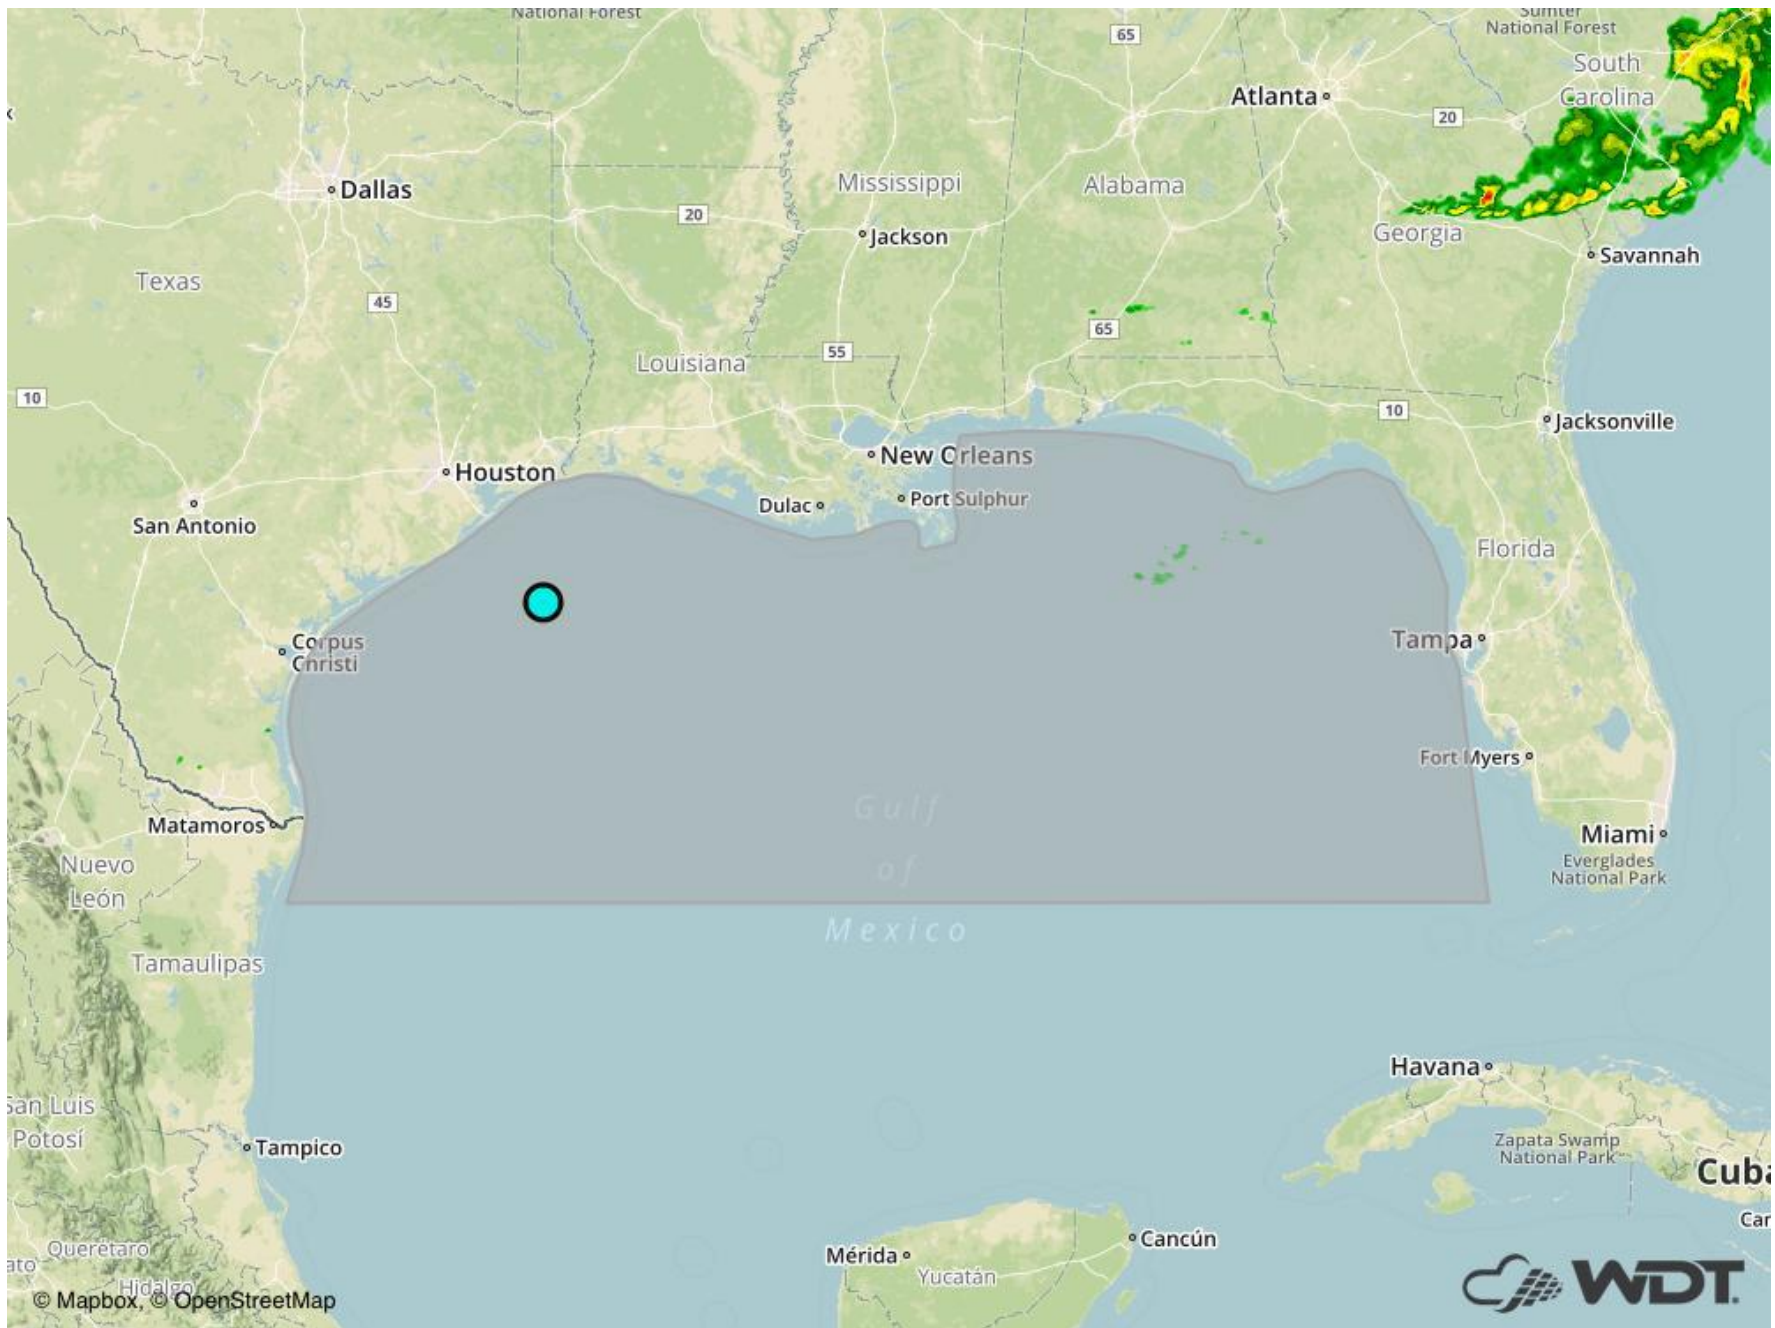 National Forest
65
Sumter
National Forest
South
Carolina
Atlanta
20
Dallas
20
Mississippi
Alabama
Jackson
Georgia
Savannah
Texas
45
65
55
Louisiana
10
10
Jacksonville
New Orleans
Houston
Dulac
Port Sulphur
San Antonio
Florida
Corpus
Christi
Tampa
Fort Myers
Gulf
of
Mexico
Matamoros
Miami
Everglades
National Park
Nuevo
León
Tamaulipas
Havana
San Luis
Potosí
Tampico
Zapata Swamp
National Park
Cuba
Mérida
Cancún
Yucatán
Querétaro
Hidalgo
© Mapbox, © OpenStreetMap
WDT